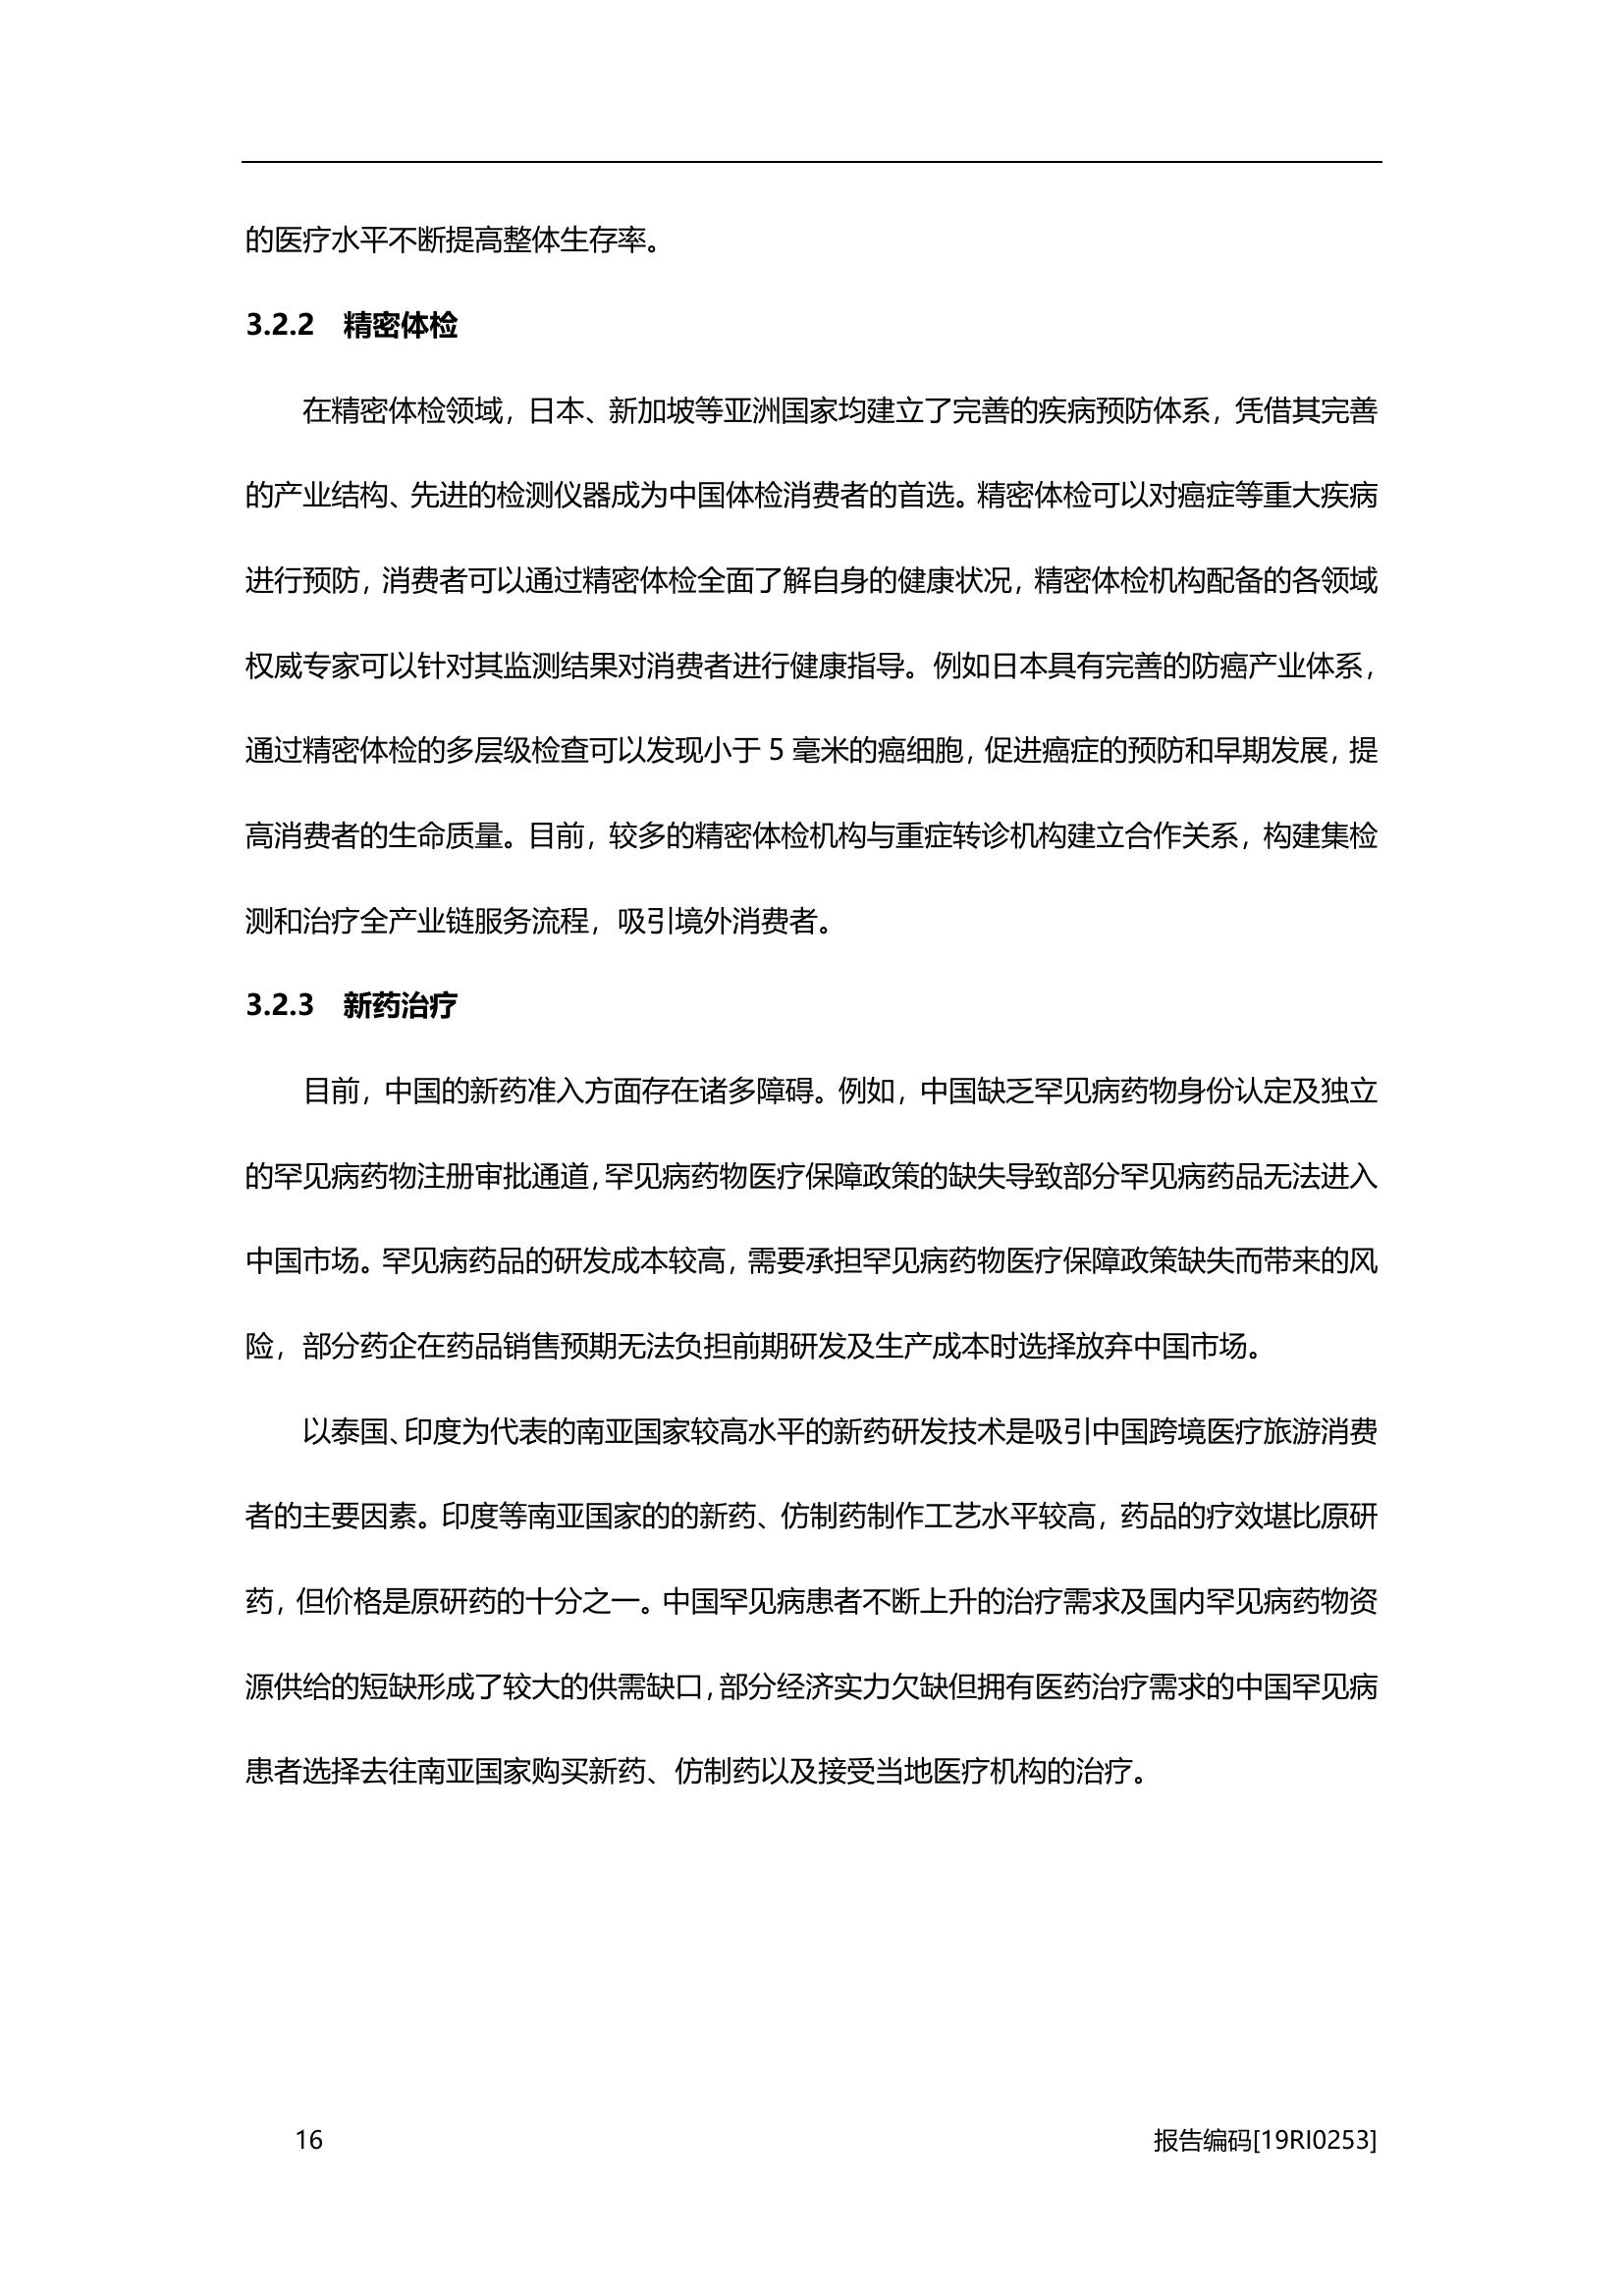 的医疗水平不断提高整体生存率。
3.2.2 精密体检
在精密体检领域，日本、新加坡等亚洲国家均建立了完善的疾病预防体系，凭借其完善
的产业结构、先进的检测仪器成为中国体检消费者的首选。精密体检可以对癌症等重大疾病
进行预防，消费者可以通过精密体检全面了解自身的健康状况，精密体检机构配备的各领域
权威专家可以针对其监测结果对消费者进行健康指导。例如日本具有完善的防癌产业体系，
通过精密体检的多层级检查可以发现小于 5 毫米的癌细胞，促进癌症的预防和早期发展，提
高消费者的生命质量。目前，较多的精密体检机构与重症转诊机构建立合作关系，构建集检
测和治疗全产业链服务流程，吸引境外消费者。
3.2.3 新药治疗
目前，中国的新药准入方面存在诸多障碍。例如，中国缺乏罕见病药物身份认定及独立
的罕见病药物注册审批通道，罕见病药物医疗保障政策的缺失导致部分罕见病药品无法进入
中国市场。罕见病药品的研发成本较高，需要承担罕见病药物医疗保障政策缺失而带来的风
险，部分药企在药品销售预期无法负担前期研发及生产成本时选择放弃中国市场。
以泰国、印度为代表的南亚国家较高水平的新药研发技术是吸引中国跨境医疗旅游消费
者的主要因素。印度等南亚国家的的新药、仿制药制作工艺水平较高，药品的疗效堪比原研
药，但价格是原研药的十分之一。中国罕见病患者不断上升的治疗需求及国内罕见病药物资
源供给的短缺形成了较大的供需缺口，部分经济实力欠缺但拥有医药治疗需求的中国罕见病
患者选择去往南亚国家购买新药、仿制药以及接受当地医疗机构的治疗。
16 报告编码[19RI0253]